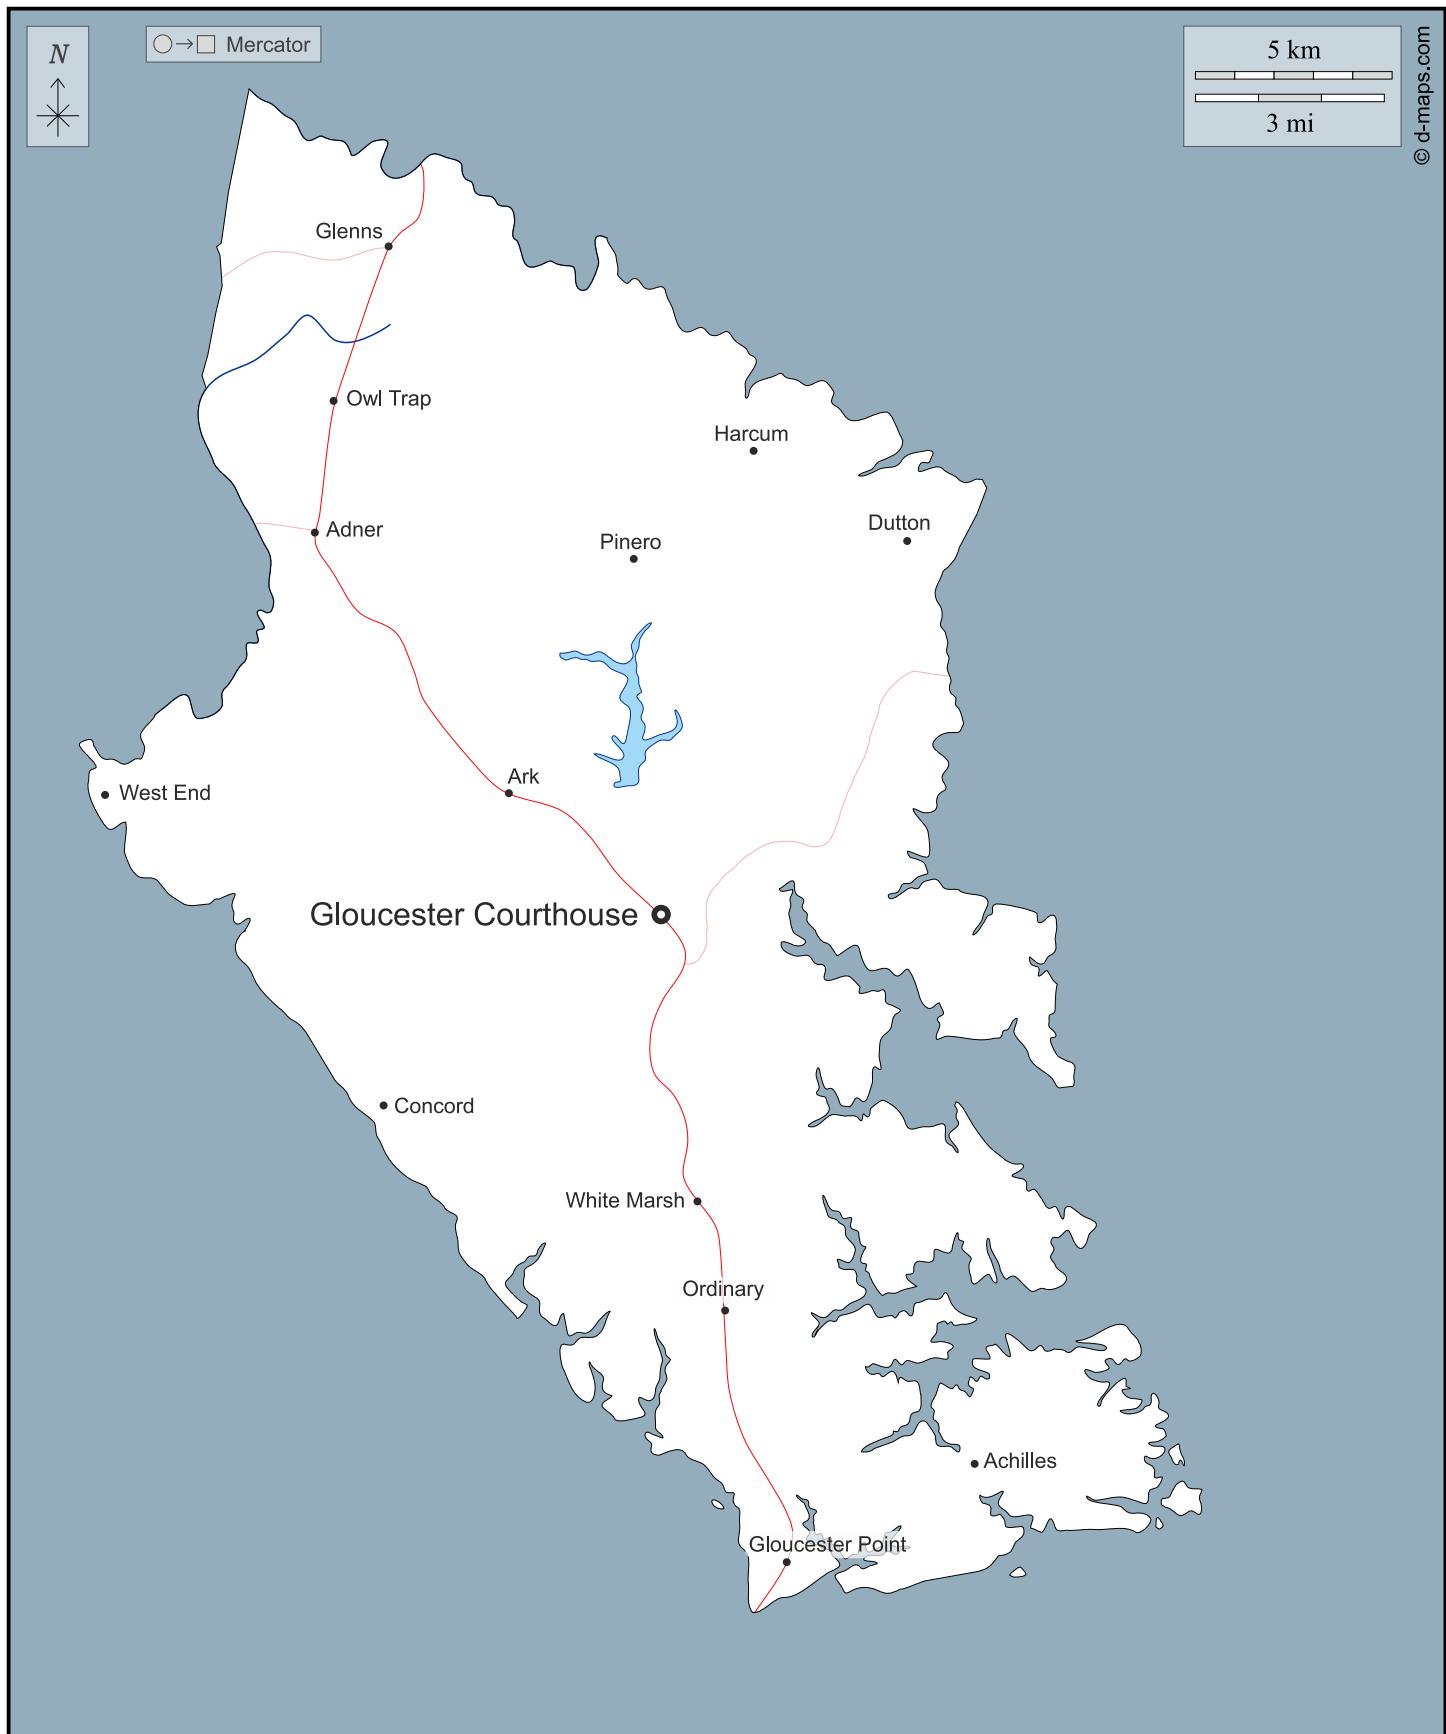 N
Mercator
5 km
3 mi
© d-maps.com
Glenns
Owl Trap
Harcum
Dutton
Adner
Pinero
Ark
West End
Gloucester Courthouse
Concord
White Marsh
Ordinary
Achilles
Gloucester Point